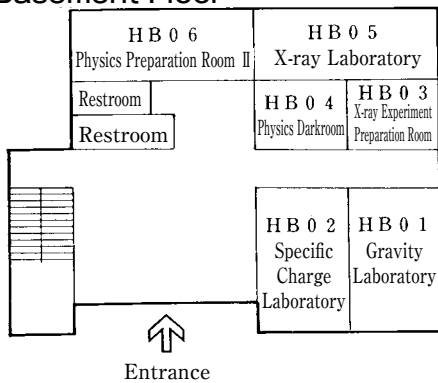 Basement Floor
HB06
Physics Preparation Room II
HB05
X-ray Laboratory
Restroom
Restroom
HB04
Physics Darkroom
HB03
X-ray Experiment
Preparation Room
HB02
Specific
Charge
Laboratory
HB01
Gravity
Laboratory
Entrance